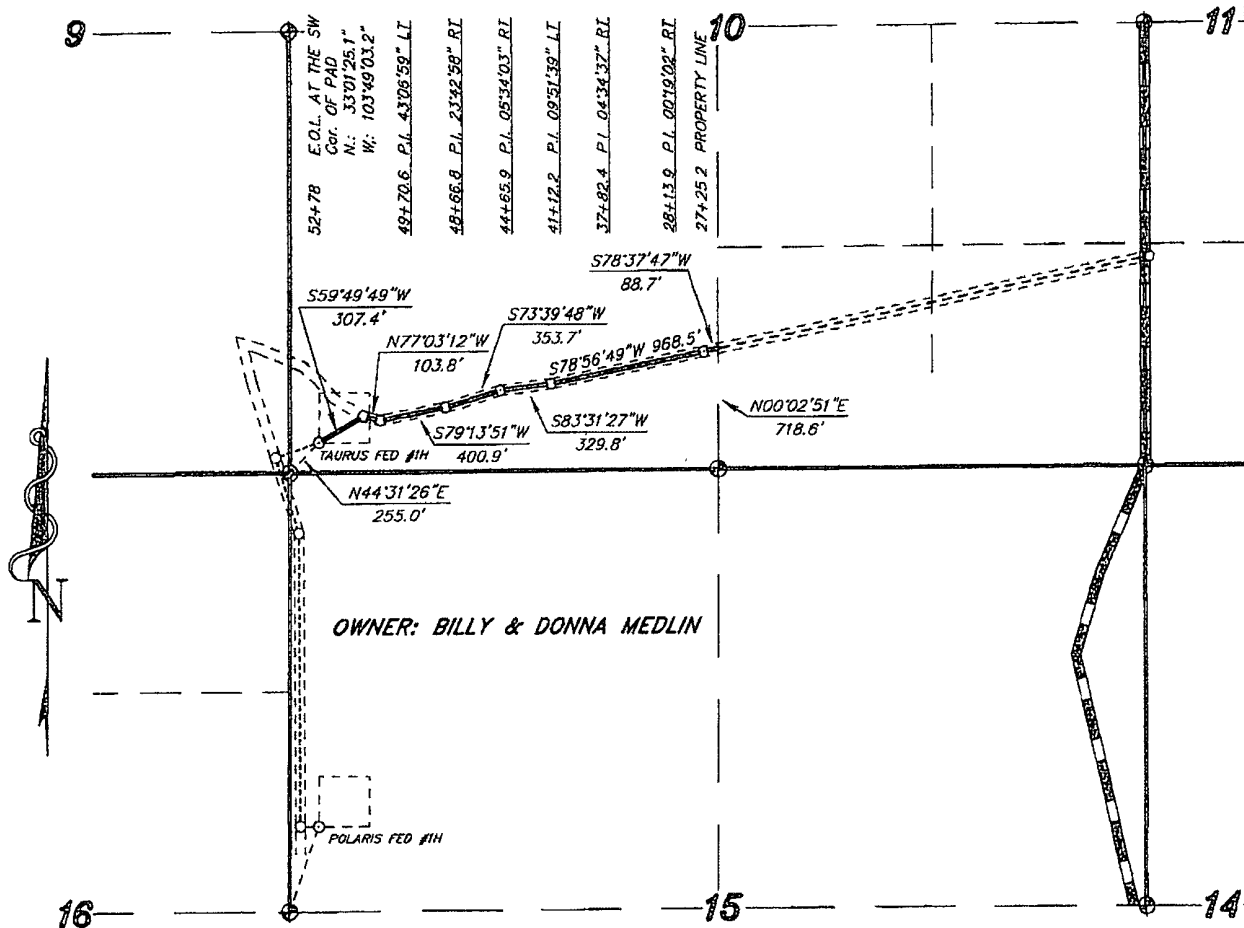 9
10
11
52+78 E.O.L. AT THE SW
Cor. OF PAD
N.: 33°01'25.1"
W.: 103°49'03.2"
49+70.6 P.I. 43°06'59" LT
48+66.8 P.I. 23°42'58" RT
44+65.9 P.I. 05°34'03" RT
41+12.2 P.I. 09°51'39" LT
37+82.4 P.I. 04°34'37" RT
28+13.9 P.I. 00°19'02" RT
27+25.2 PROPERTY LINE
S78°37'47"W
88.7'
S59°49'49"W
307.4'
S73°39'48"W
353.7'
N77°03'12"W
103.8'
S78°56'49"W 968.5'
N00°02'51"E
718.6'
S83°31'27"W
329.8'
S79°13'51"W
400.9'
TAURUS FED #1H
N44°31'26"E
255.0'
N
OWNER: BILLY & DONNA MEDLIN
POLARIS FED #1H
16
15
14